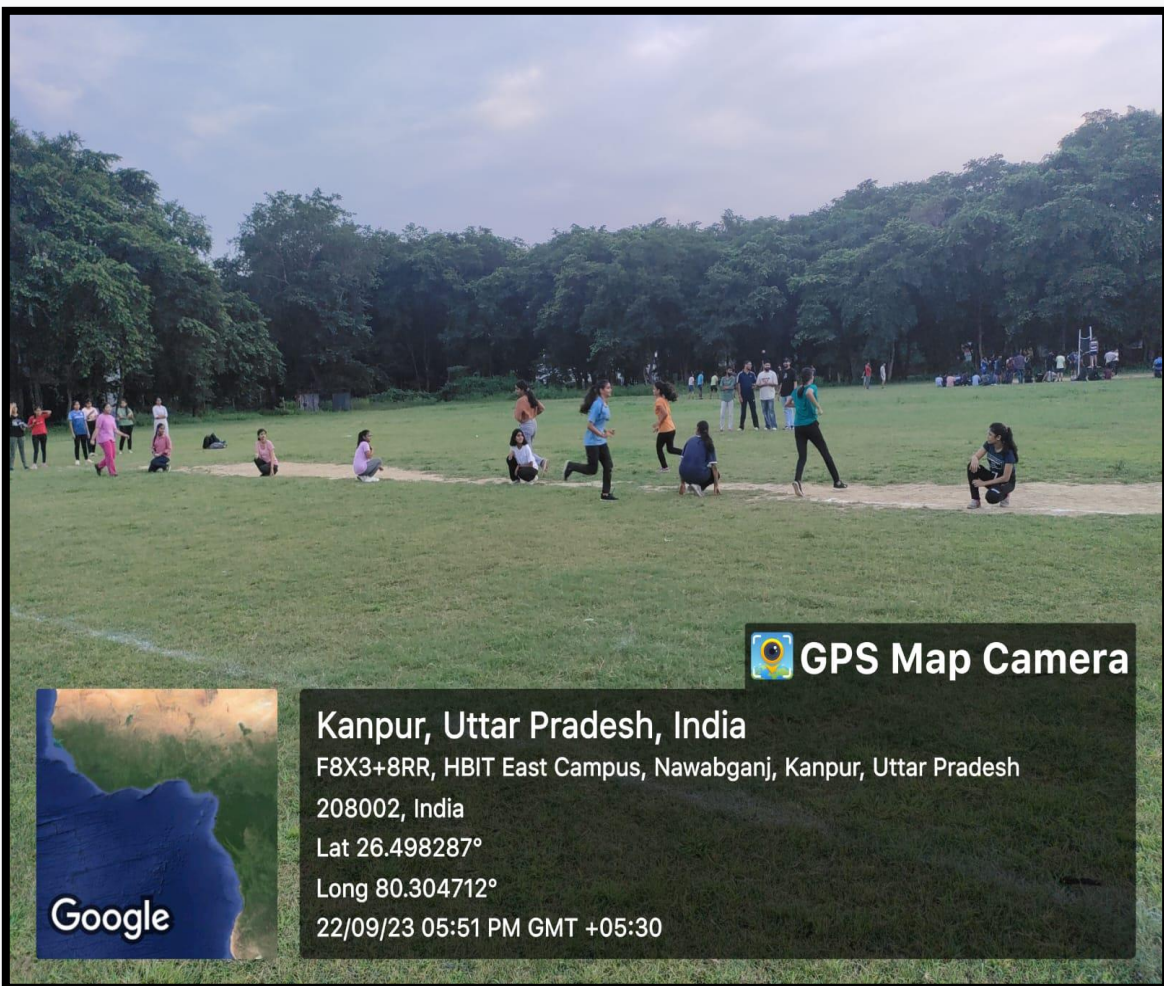 GPS Map Camera
Kanpur, Uttar Pradesh, India
F8X3+8RR, HBIT East Campus, Nawabganj, Kanpur, Uttar Pradesh
208002, India
Lat 26.498287°
Long 80.304712°
22/09/23 05:51 PM GMT +05:30
Google